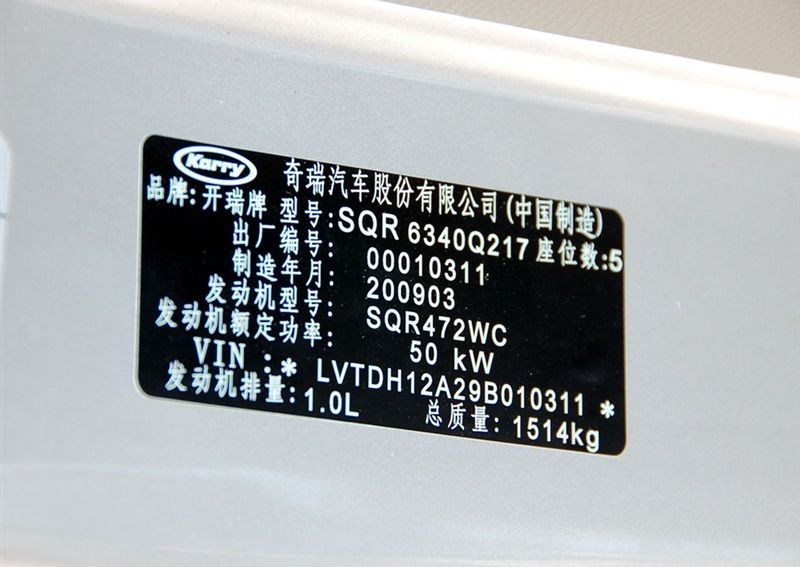 Karry
奇瑞汽车股份有限公司(中国制造)
品牌:开瑞牌 型号:SQR 6340Q217 座位数:5
出厂编号: 00010311
制造年月: 200903
发动机型号: SQR472WC
发动机额定功率: 50 kW
VIN :* LVTDH12A29B010311 *
发动机排量:1.0L 总质量: 1514kg